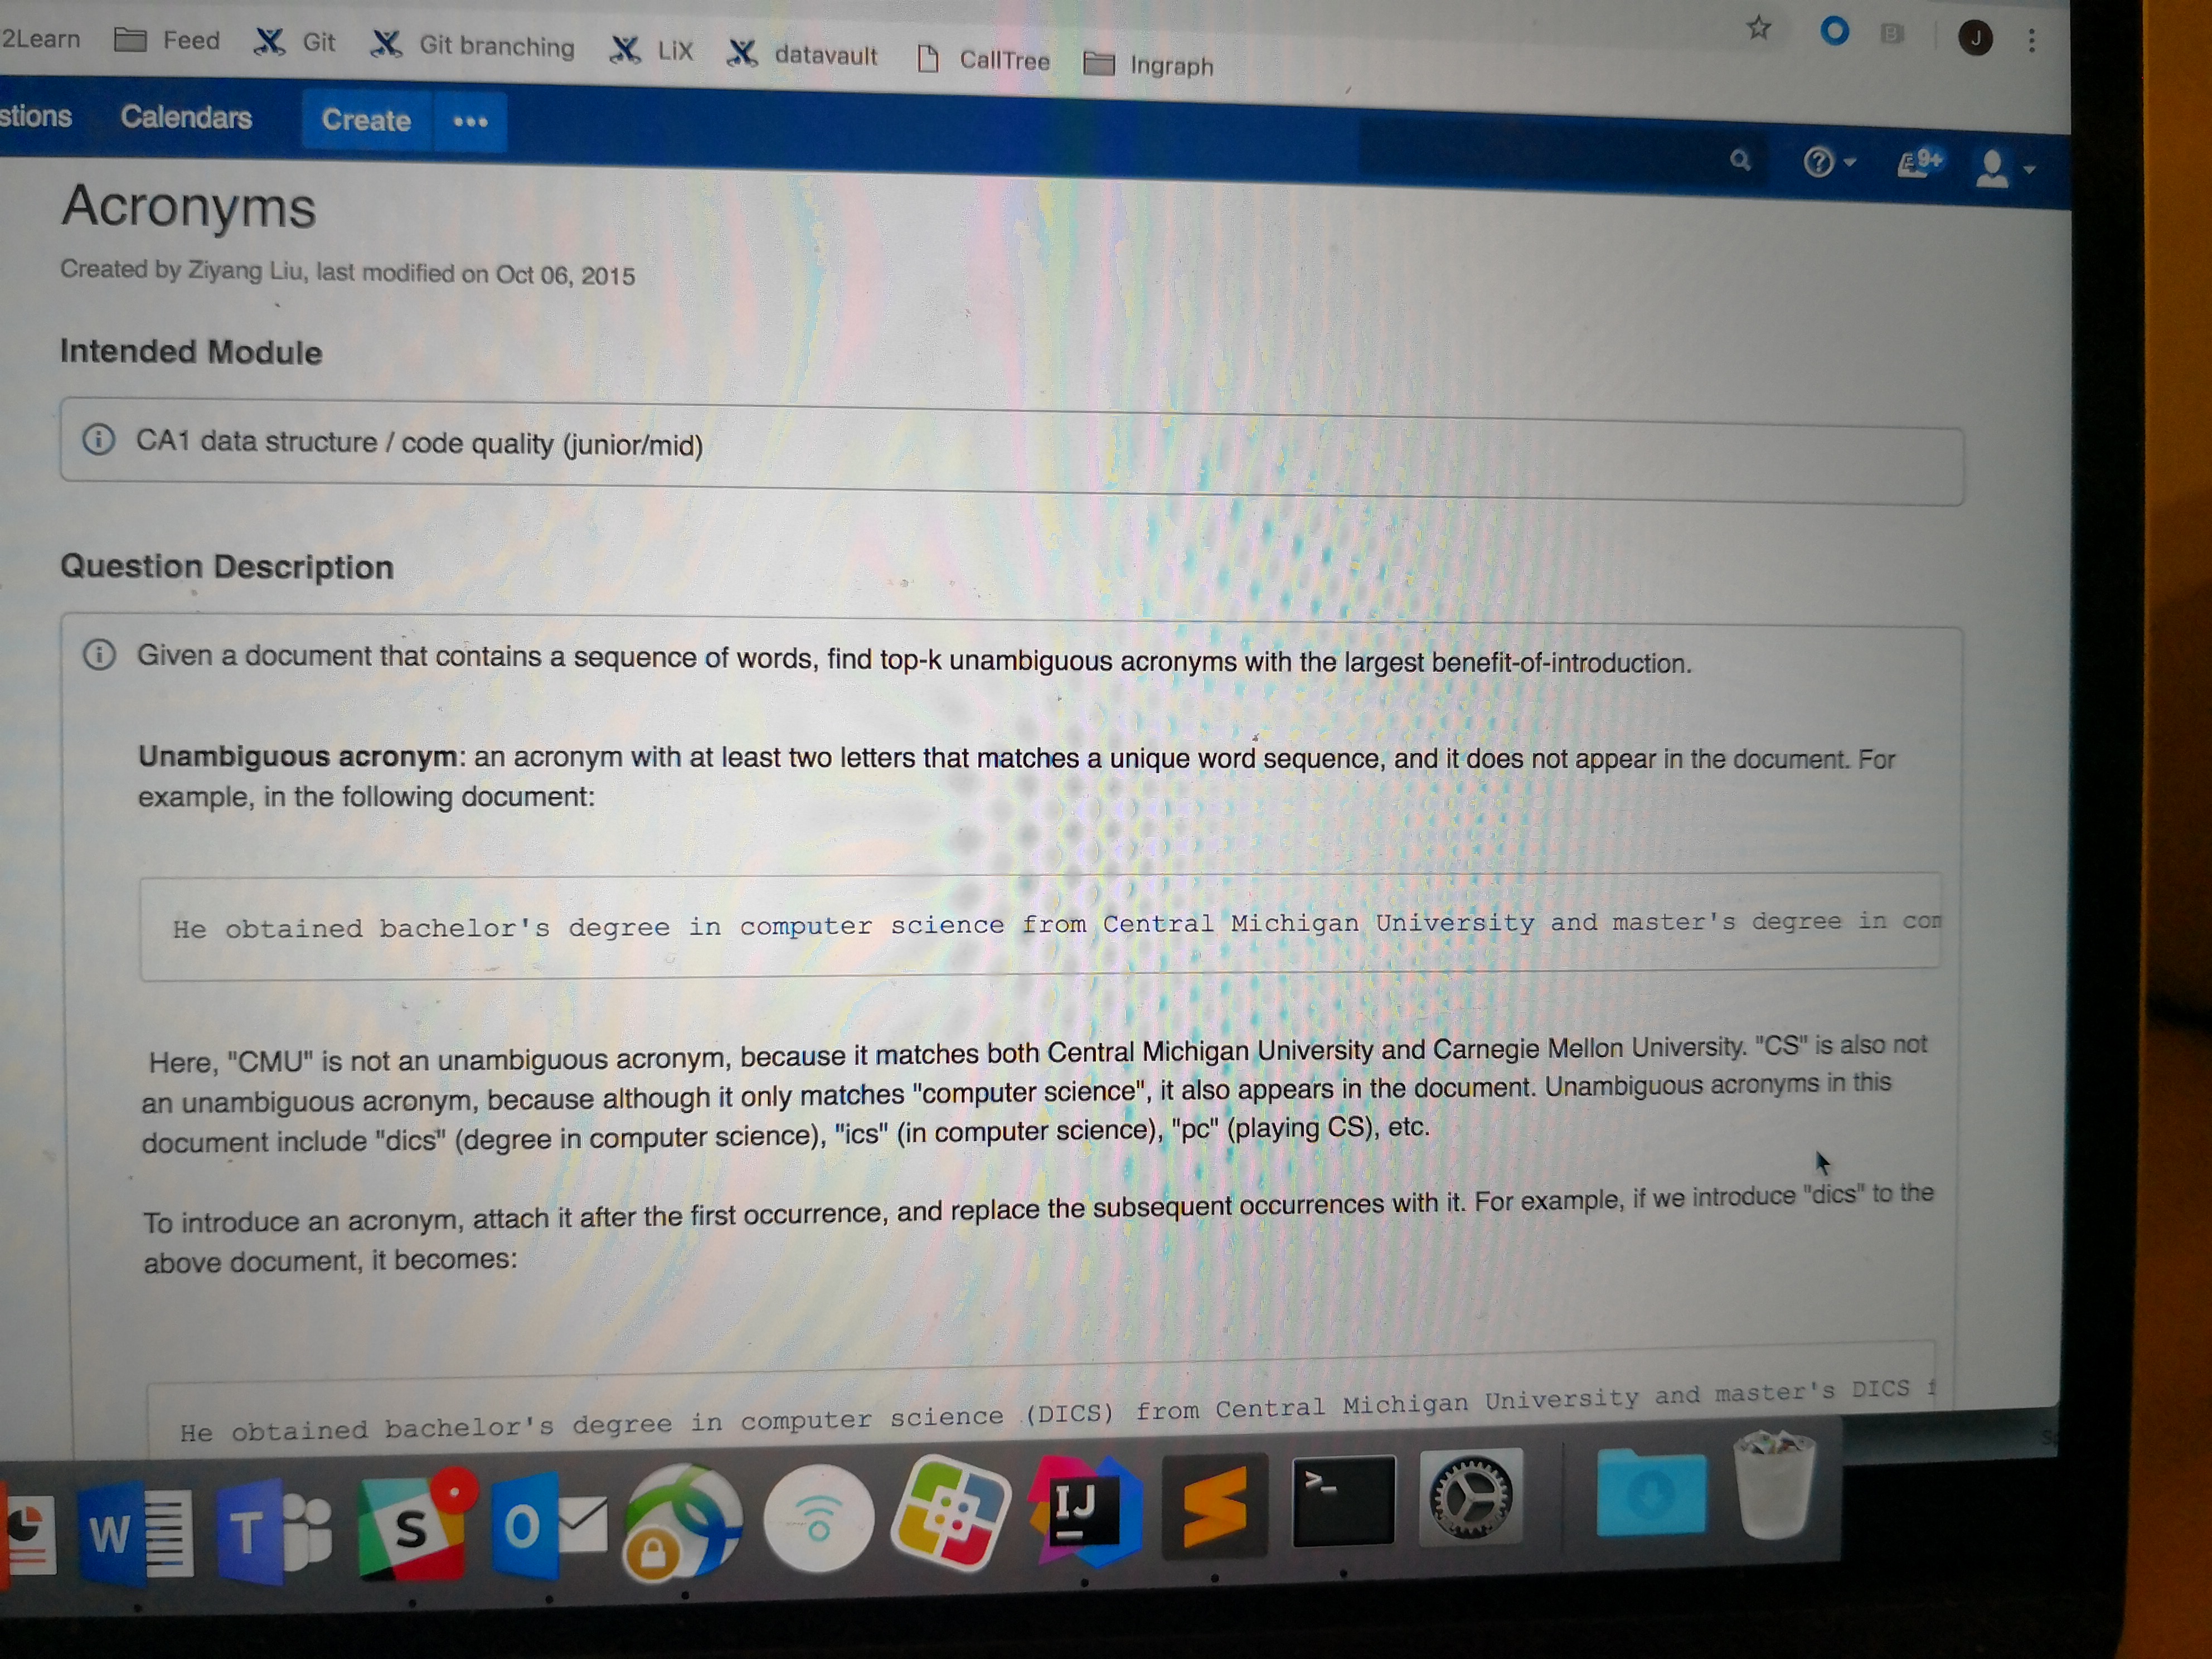 2Learn Feed Git Git branching LiX datavault CallTree Ingraph J
stions Calendars Create ••• 9+
Acronyms
Created by Ziyang Liu, last modified on Oct 06, 2015
Intended Module
CA1 data structure / code quality (junior/mid)
Question Description
Given a document that contains a sequence of words, find top-k unambiguous acronyms with the largest benefit-of-introduction.
Unambiguous acronym: an acronym with at least two letters that matches a unique word sequence, and it does not appear in the document. For
example, in the following document:
He obtained bachelor's degree in computer science from Central Michigan University and master's degree in com
Here, "CMU" is not an unambiguous acronym, because it matches both Central Michigan University and Carnegie Mellon University. "CS" is also not
an unambiguous acronym, because although it only matches "computer science", it also appears in the document. Unambiguous acronyms in this
document include "dics" (degree in computer science), "ics" (in computer science), "pc" (playing CS), etc.
To introduce an acronym, attach it after the first occurrence, and replace the subsequent occurrences with it. For example, if we introduce "dics" to the
above document, it becomes:
He obtained bachelor's degree in computer science (DICS) from Central Michigan University and master's DICS f
W T S O IJ >_